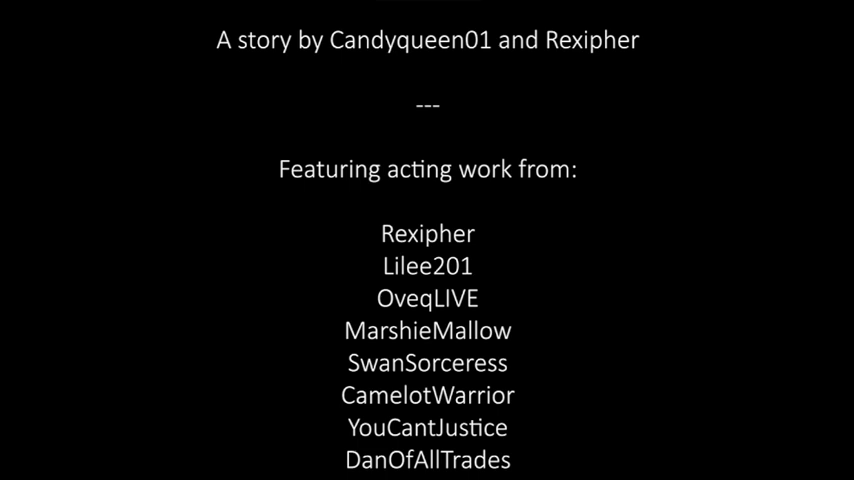 A story by Candyqueen01 and Rexipher
---
Featuring acting work from:
Rexipher
Lilee201
OveqLIVE
MarshieMallow
SwanSorceress
CamelotWarrior
YouCantJustice
DanOfAllTrades